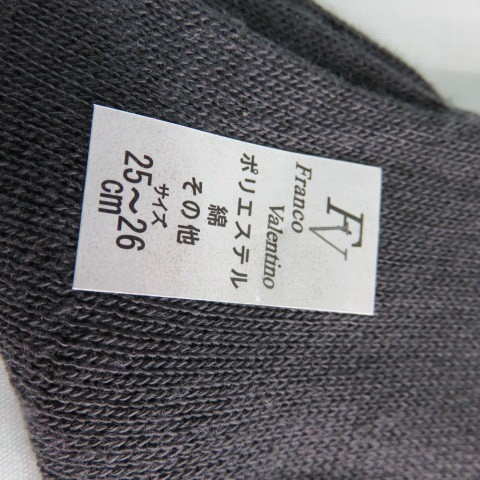 FV
Franco
Valentino
ポリエステル
綿
その他
サイズ
25～26
cm